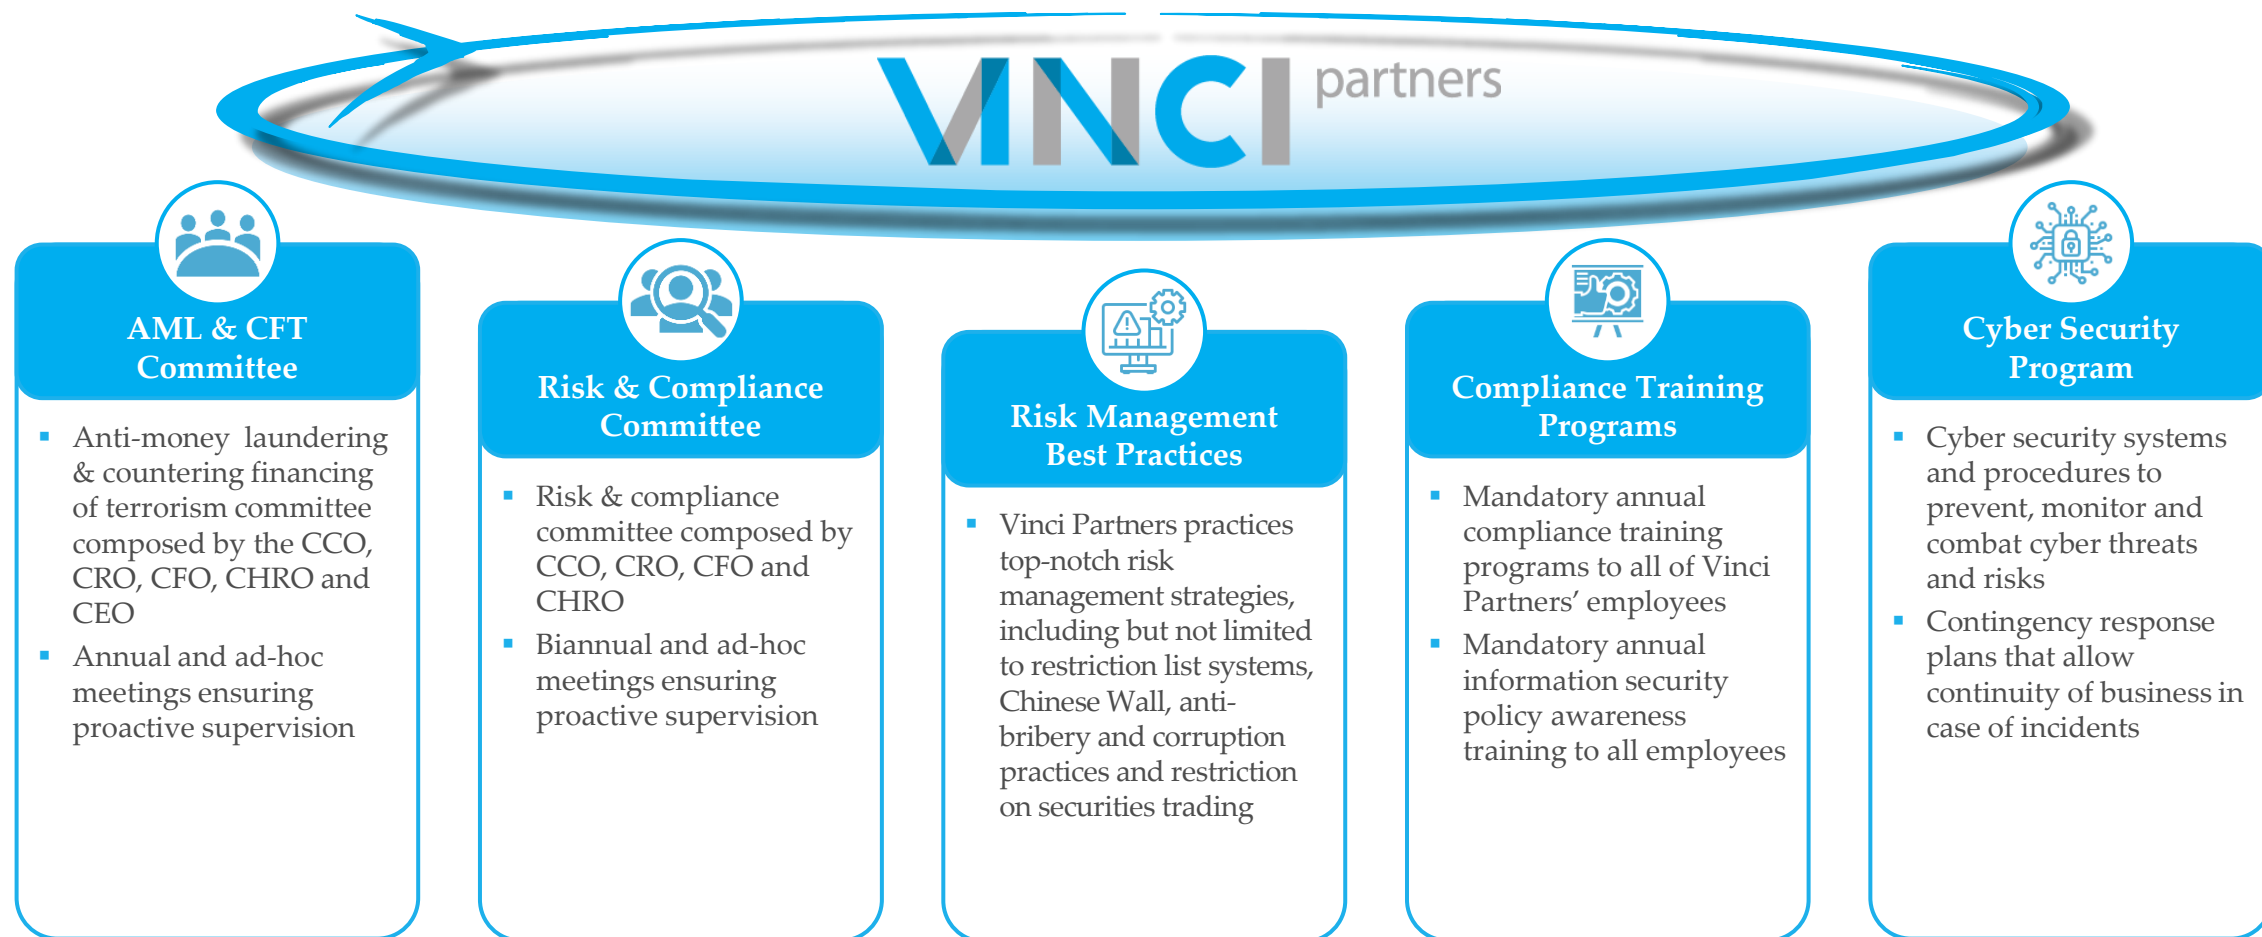 VINCI partners
AML & CFT
Committee
Anti-money laundering
& countering financing
of terrorism committee
composed by the CCO,
CRO, CFO, CHRO and
CEO
Annual and ad-hoc
meetings ensuring
proactive supervision
Risk & Compliance
Committee
Risk & compliance
committee composed by
CCO, CRO, CFO and
CHRO
Biannual and ad-hoc
meetings ensuring
proactive supervision
Risk Management
Best Practices
Vinci Partners practices
top-notch risk
management strategies,
including but not limited
to restriction list systems,
Chinese Wall, anti-
bribery and corruption
practices and restriction
on securities trading
Compliance Training
Programs
Mandatory annual
compliance training
programs to all of Vinci
Partners’ employees
Mandatory annual
information security
policy awareness
training to all employees
Cyber Security
Program
Cyber security systems
and procedures to
prevent, monitor and
combat cyber threats
and risks
Contingency response
plans that allow
continuity of business in
case of incidents